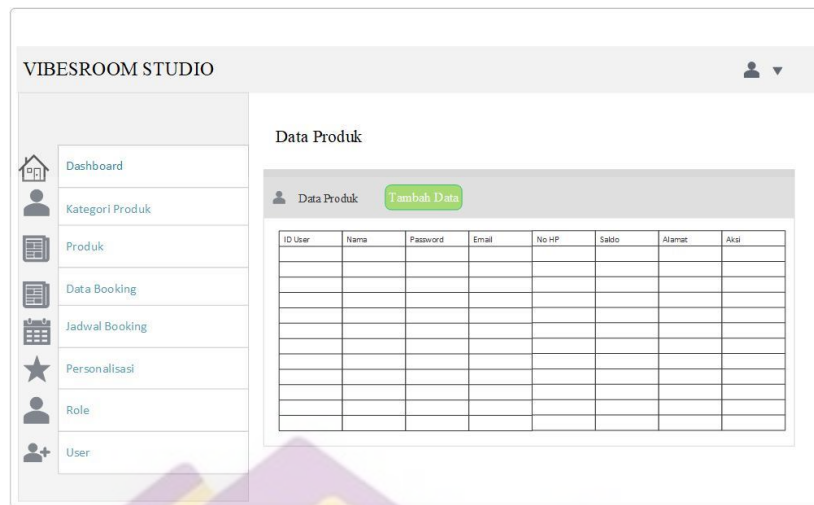 VIBESROOM STUDIO
Data Produk
Dashboard
Kategori Produk
Produk
Data Booking
Jadwal Booking
Personalisasi
Role
User
Data Produk Tambah Data
ID User Nama Password Email No HP Saldo Alamat Aksi